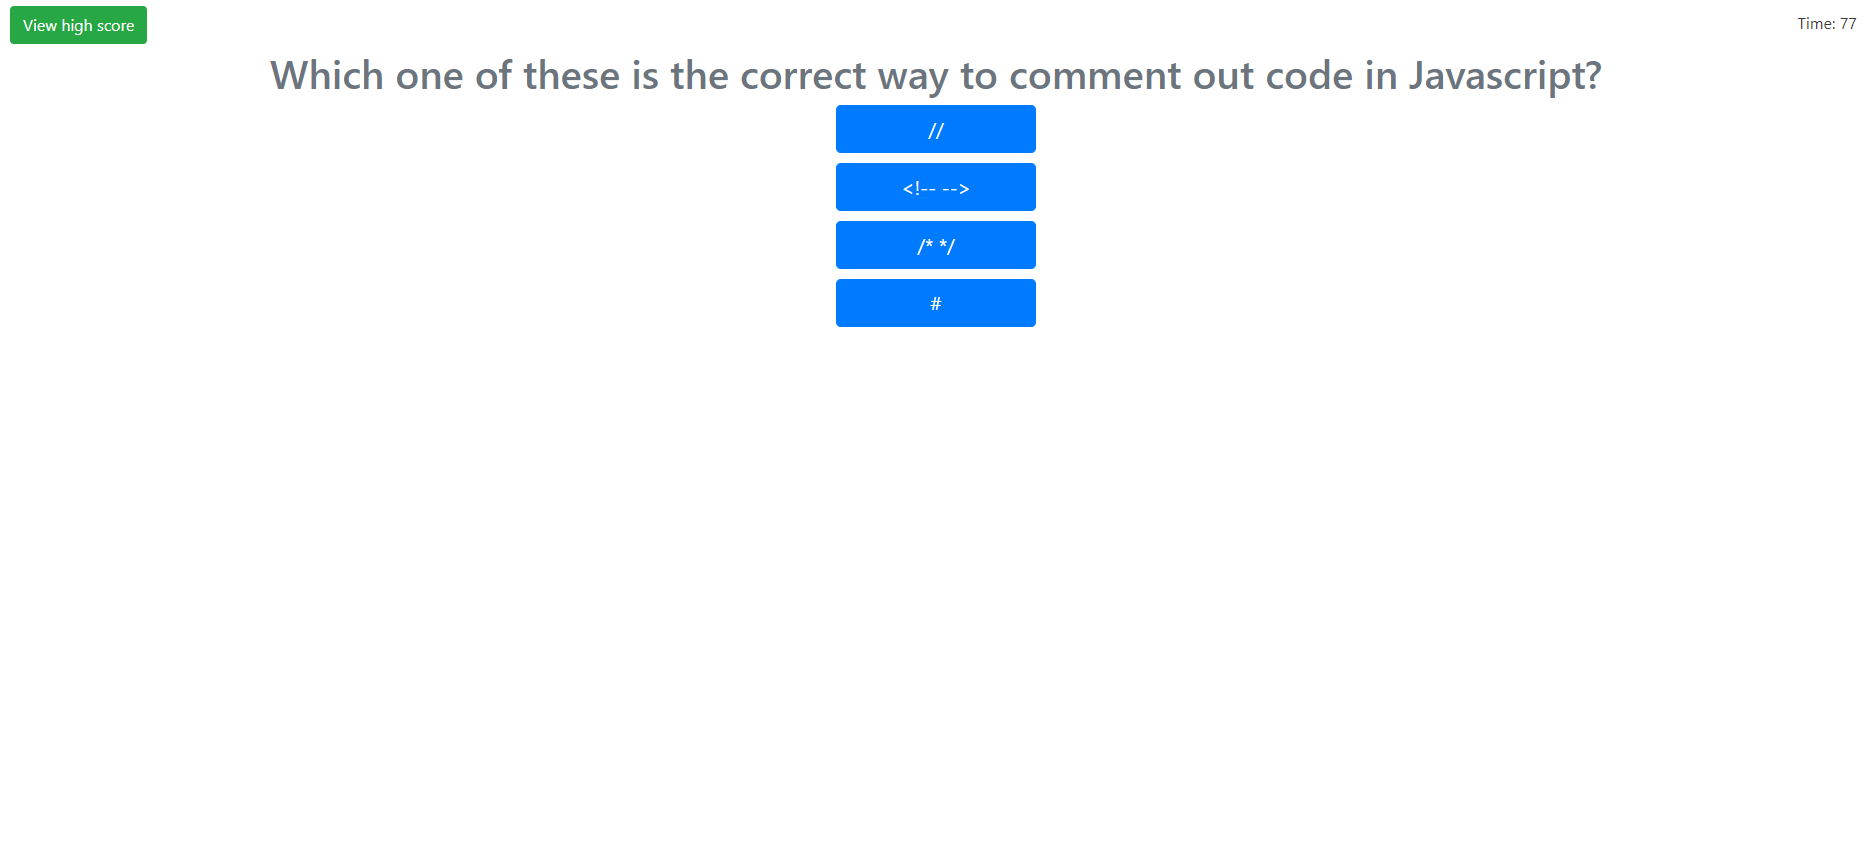 View high score
Time: 77
Which one of these is the correct way to comment out code in Javascript?
//
<!-- -->
/* */
#